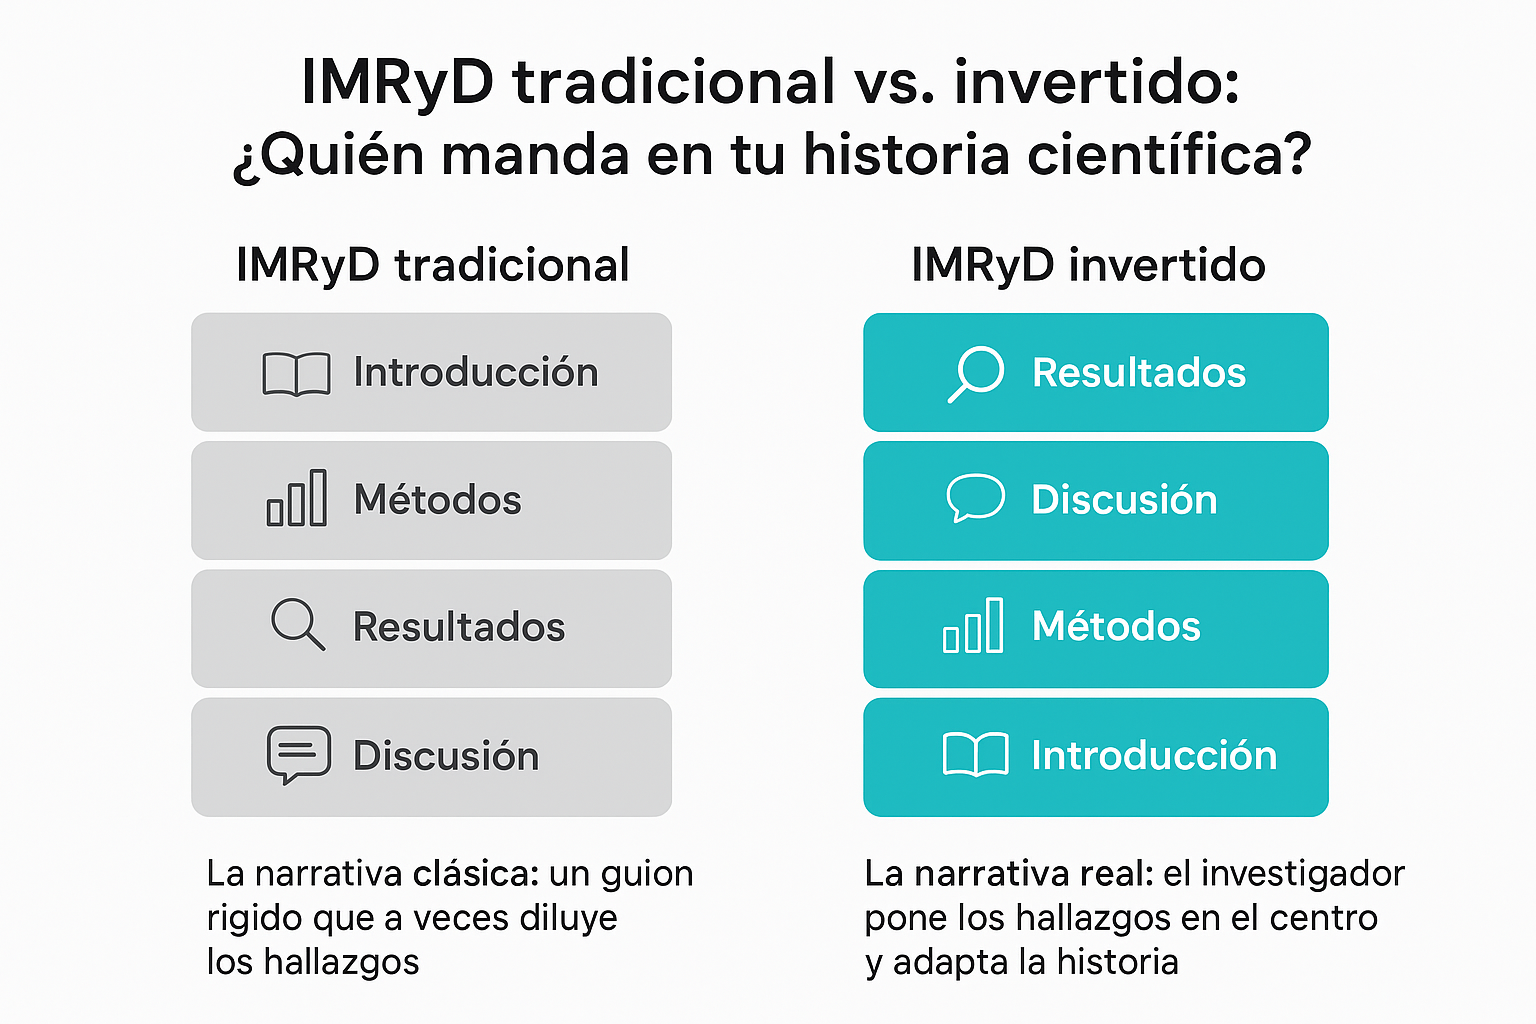 IMRyD tradicional vs. invertido:
¿Quién manda en tu historia científica?
IMRyD tradicional
Introducción
Métodos
Resultados
Discusión
La narrativa clásica: un guion
rigido que a veces diluye
los hallazgos
IMRyD invertido
Resultados
Discusión
Métodos
Introducción
La narrativa real: el investigador
pone los hallazgos en el centro
y adapta la historia